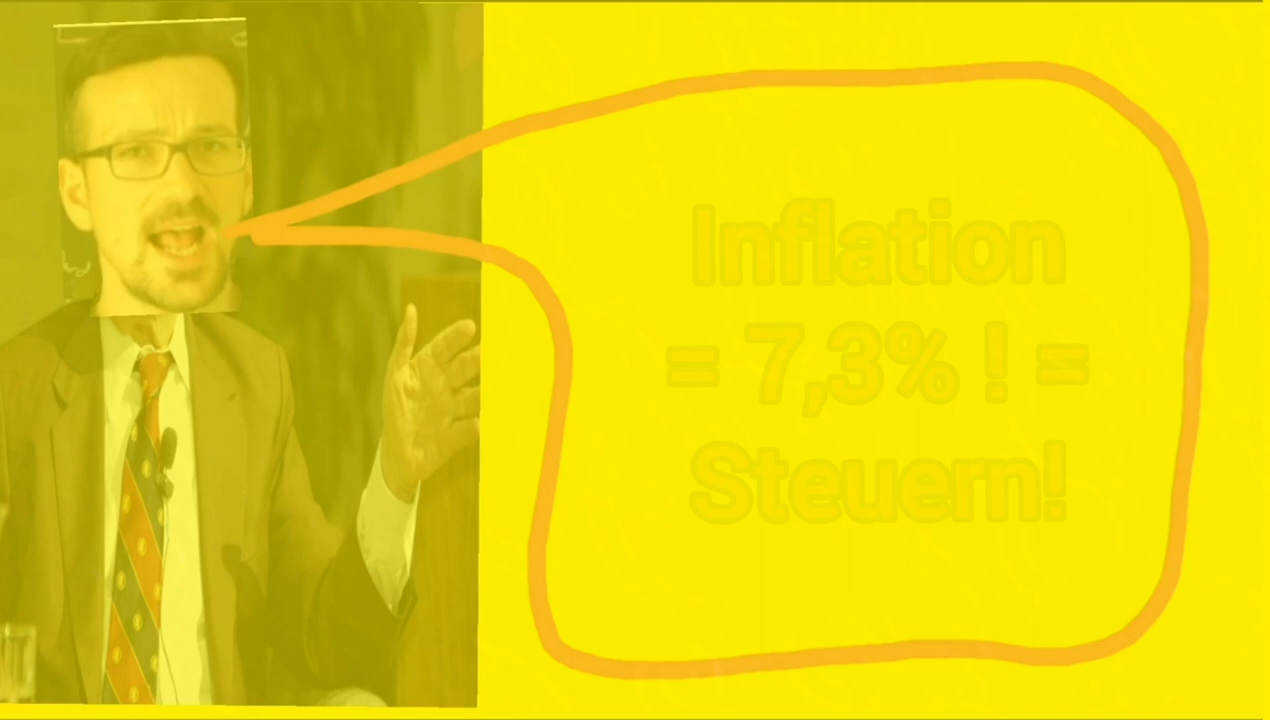 Inflation
= 7,3% ! =
Steuern!